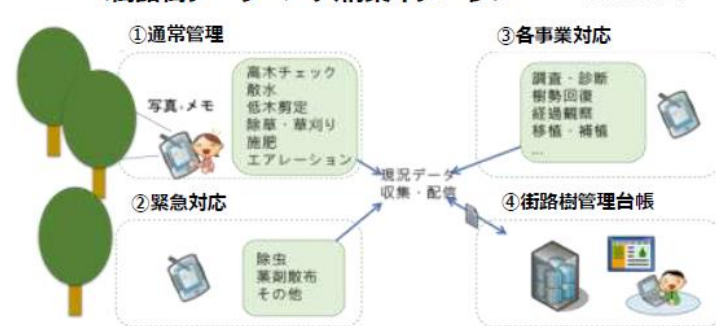 ①通常管理
高木チェック
散水
低木剪定
除草・草刈り
施肥
エアレーション
写真・メモ
②緊急対応
除虫
薬剤散布
その他
現況データ
収集・配信
③各事業対応
調査・診断
樹勢回復
経過観察
移植・補植
...
④街路樹管理台帳